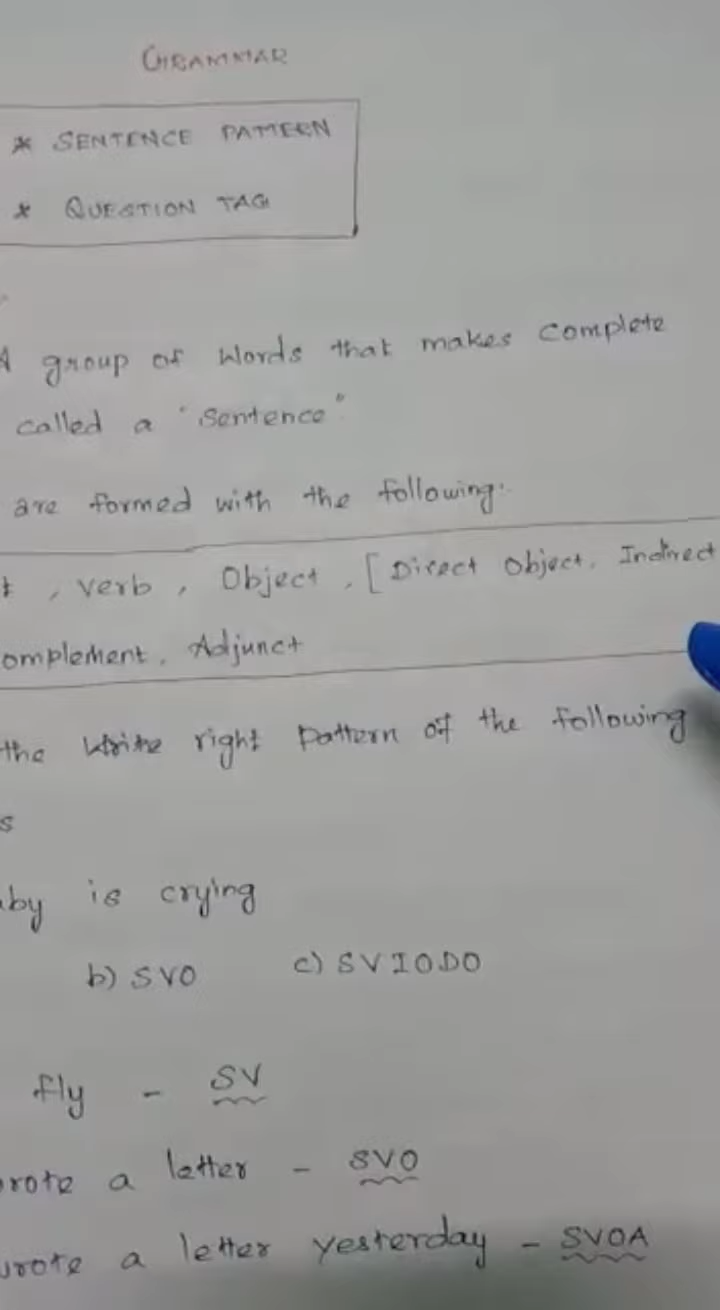 GRAMMAR
* SENTENCE PATTERN
* QUESTION TAG
A group of words that makes complete
called a "Sentence"
are formed with the following.
, Verb , Object , [ Direct Object, Indirect
omplement, Adjunct
the write right pattern of the following
s
aby is crying
b) SVO c) SVIODO
fly - SV
rote a letter - SVO
wrote a letter yesterday - SVOA